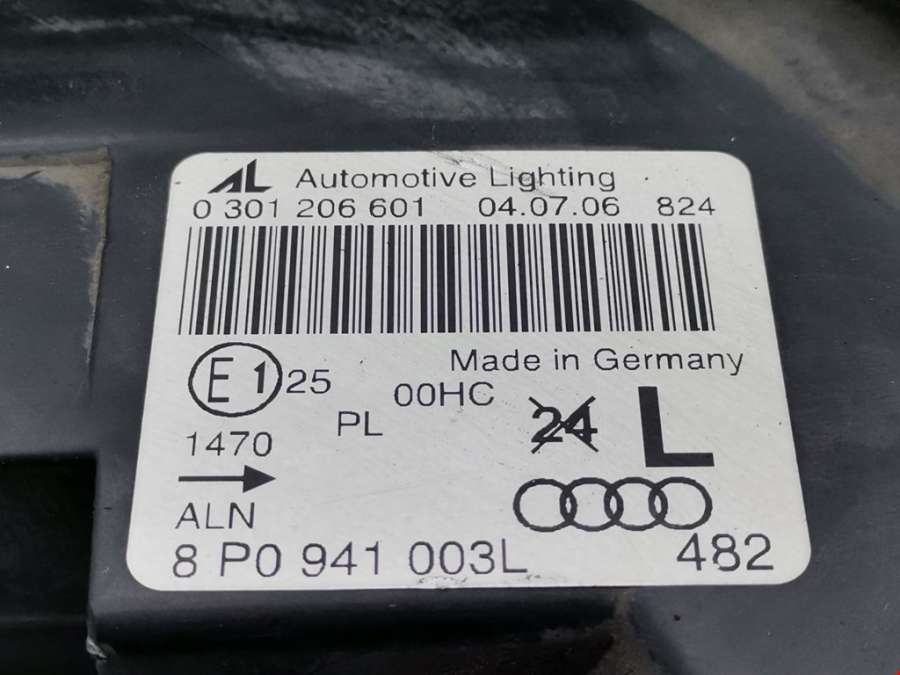 AL Automotive Lighting
0 301 206 601 04.07.06 824
Made in Germany
E1 25
00HC
PL
24 L
1470
ALN
8 P0 941 003L 482